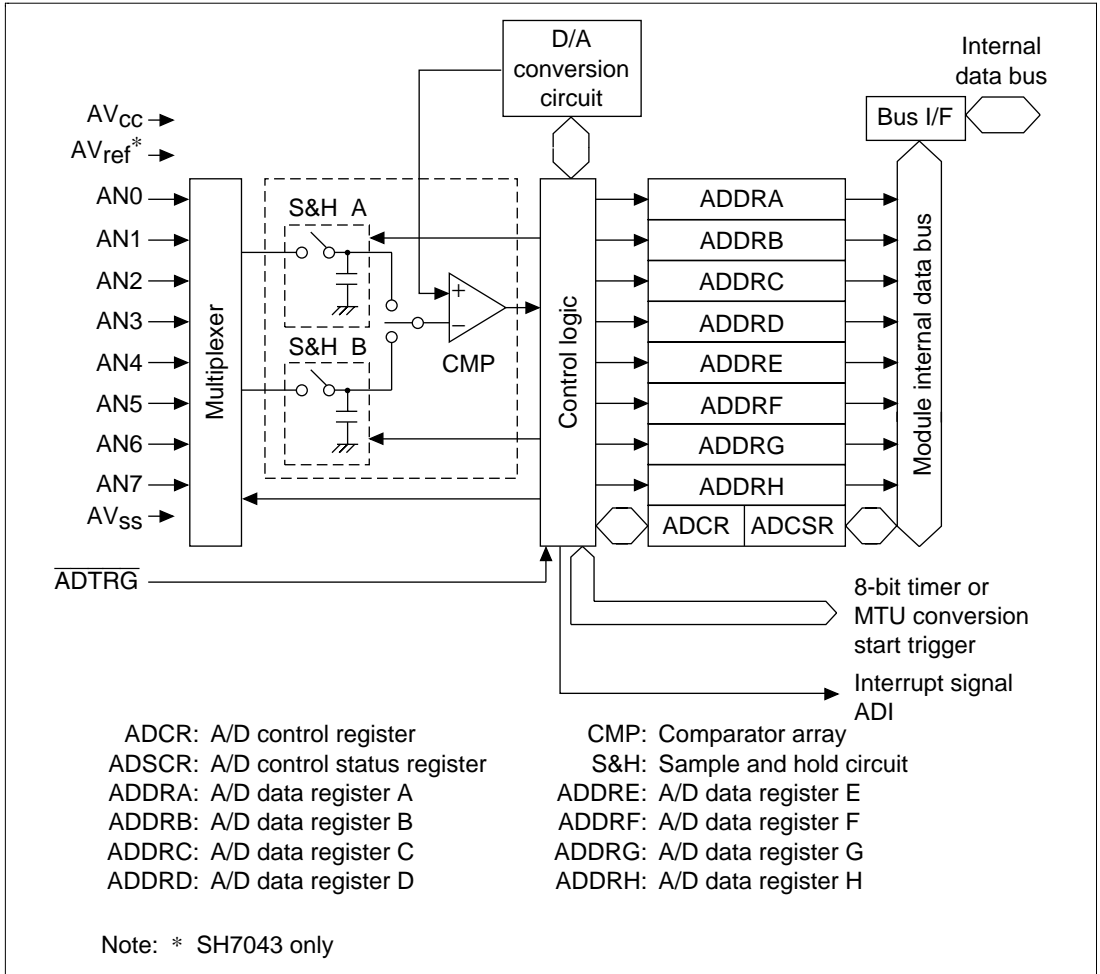 D/A
conversion
circuit
Internal
data bus
Bus I/F
AVcc
AVref*
AN0
AN1
AN2
AN3
AN4
AN5
AN6
AN7
AVss
Multiplexer
S&H A
S&H B
+
−
CMP
Control logic
ADDRA
ADDRB
ADDRC
ADDRD
ADDRE
ADDRF
ADDRG
ADDRH
ADCR
ADCSR
Module internal data bus
ADTRG
8-bit timer or
MTU conversion
start trigger
Interrupt signal
ADI
ADCR: A/D control register
ADSCR: A/D control status register
ADDRA: A/D data register A
ADDRB: A/D data register B
ADDRC: A/D data register C
ADDRD: A/D data register D
CMP: Comparator array
S&H: Sample and hold circuit
ADDRE: A/D data register E
ADDRF: A/D data register F
ADDRG: A/D data register G
ADDRH: A/D data register H
Note: * SH7043 only